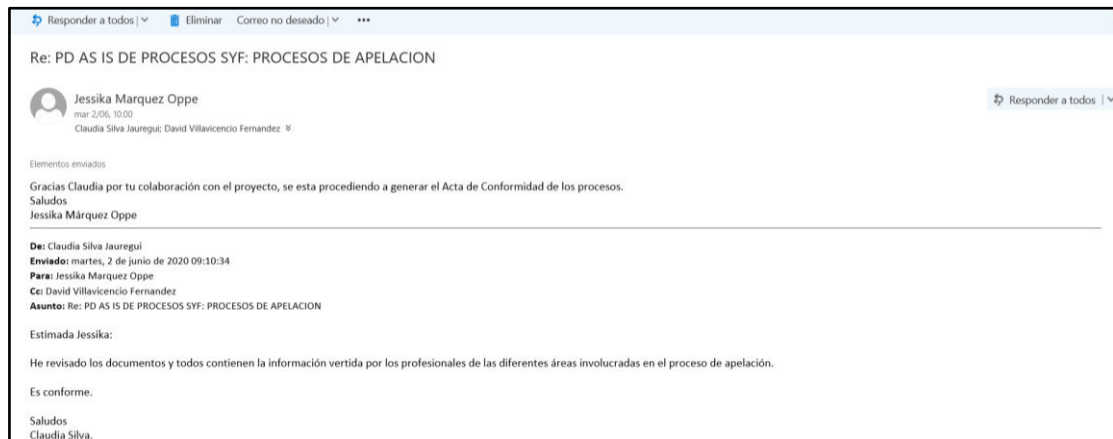 Responder a todos | Eliminar Correo no deseado | ...
Re: PD AS IS DE PROCESOS SYF: PROCESOS DE APELACION
Jessika Marquez Oppe
mar 2/06, 10:00
Responder a todos |
Claudia Silva Jauregui; David Villavicencio Fernandez
Elementos enviados
Gracias Claudia por tu colaboración con el proyecto, se esta procediendo a generar el Acta de Conformidad de los procesos.
Saludos
Jessika Márquez Oppe
De: Claudia Silva Jauregui
Enviado: martes, 2 de junio de 2020 09:10:34
Para: Jessika Marquez Oppe
Cc: David Villavicencio Fernandez
Asunto: Re: PD AS IS DE PROCESOS SYF: PROCESOS DE APELACION
Estimada Jessika:
He revisado los documentos y todos contienen la información vertida por los profesionales de las diferentes áreas involucradas en el proceso de apelación.
Es conforme.
Saludos
Claudia Silva.